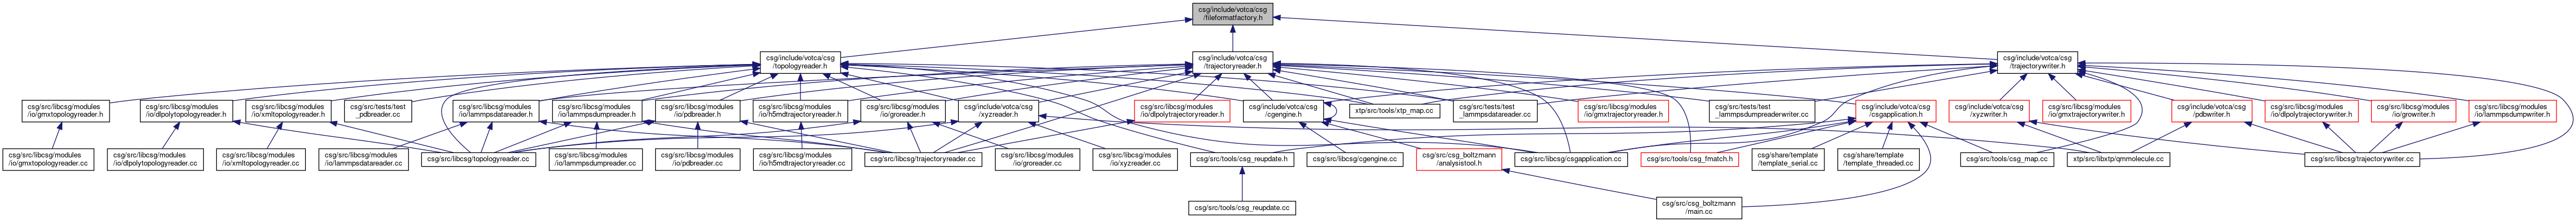 csg/include/votca/csg
/fileformatfactory.h
csg/include/votca/csg
/topologyreader.h
csg/include/votca/csg
/trajectoryreader.h
csg/include/votca/csg
/trajectorywriter.h
csg/src/libcsg/modules
/io/gmxtopologyreader.h
csg/src/libcsg/modules
/io/dlpolytopologyreader.h
csg/src/libcsg/modules
/io/xmltopologyreader.h
csg/src/tests/test
_pdbreader.cc
csg/src/libcsg/modules
/io/lammpsdatareader.h
csg/src/libcsg/modules
/io/lammpsdumpreader.h
csg/src/libcsg/modules
/io/pdbreader.h
csg/src/libcsg/modules
/io/h5mdtrajectoryreader.h
csg/src/libcsg/modules
/io/groreader.h
csg/include/votca/csg
/xyzreader.h
csg/src/libcsg/modules
/io/dlpolytrajectoryreader.h
csg/include/votca/csg
/cgengine.h
xtp/src/tools/xtp_map.cc
csg/src/tests/test
_lammpsdatareader.cc
csg/src/libcsg/modules
/io/gmxtrajectoryreader.h
csg/src/tests/test
_lammpsdumpreaderwriter.cc
csg/include/votca/csg
/csgapplication.h
csg/include/votca/csg
/xyzwriter.h
csg/src/libcsg/modules
/io/gmxtrajectorywriter.h
csg/include/votca/csg
/pdbwriter.h
csg/src/libcsg/modules
/io/dlpolytrajectorywriter.h
csg/src/libcsg/modules
/io/growriter.h
csg/src/libcsg/modules
/io/lammpsdumpwriter.h
csg/src/libcsg/modules
/io/gmxtopologyreader.cc
csg/src/libcsg/modules
/io/dlpolytopologyreader.cc
csg/src/libcsg/modules
/io/xmltopologyreader.cc
csg/src/libcsg/modules
/io/lammpsdatareader.cc
csg/src/libcsg/topologyreader.cc
csg/src/libcsg/modules
/io/lammpsdumpreader.cc
csg/src/libcsg/modules
/io/pdbreader.cc
csg/src/libcsg/modules
/io/h5mdtrajectoryreader.cc
csg/src/libcsg/trajectoryreader.cc
csg/src/libcsg/modules
/io/groreader.cc
csg/src/libcsg/modules
/io/xyzreader.cc
csg/src/tools/csg_reupdate.h
csg/src/libcsg/cgengine.cc
csg/src/csg_boltzmann
/analysistool.h
csg/src/libcsg/csgapplication.cc
csg/src/tools/csg_fmatch.h
csg/share/template
/template_serial.cc
csg/share/template
/template_threaded.cc
csg/src/tools/csg_map.cc
xtp/src/libxtp/qmmolecule.cc
csg/src/libcsg/trajectorywriter.cc
csg/src/tools/csg_reupdate.cc
csg/src/csg_boltzmann
/main.cc